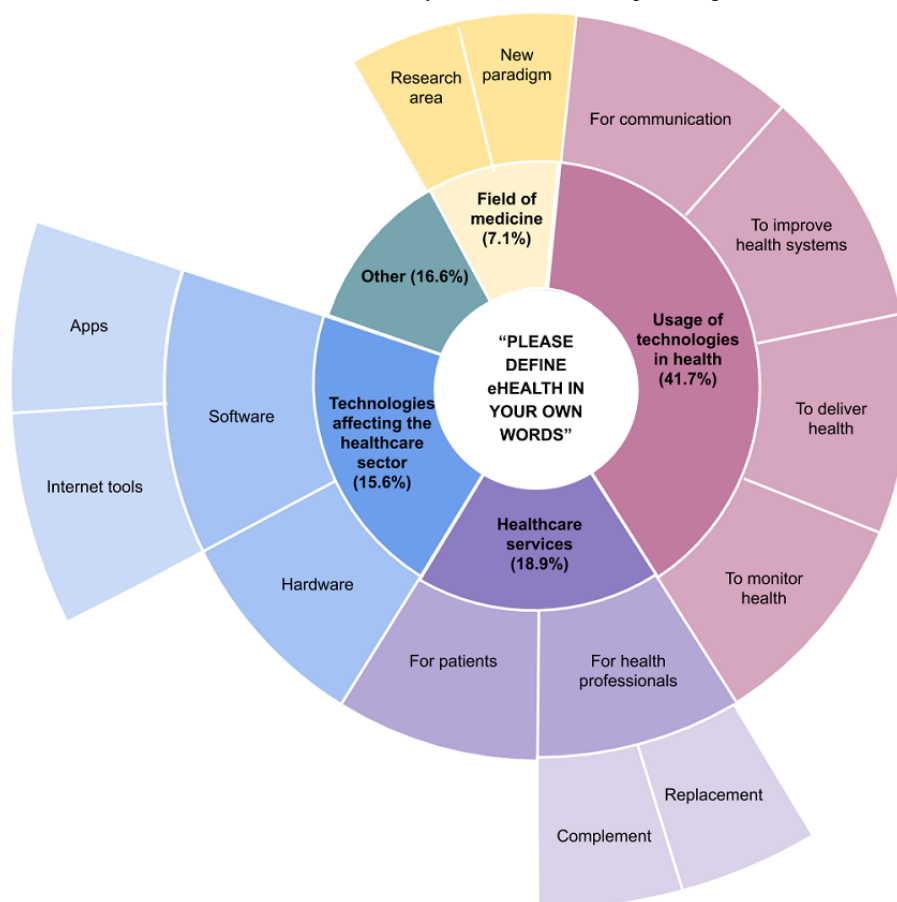 New
paradigm
Research
area
For communication
Field of
medicine
(7.1%)
To improve
health systems
Other (16.6%)
Usage of
technologies
in health
(41.7%)
“PLEASE
DEFINE
eHEALTH IN
YOUR OWN
WORDS”
Apps
Software
Technologies
affecting the
healthcare
sector
(15.6%)
To deliver
health
Internet tools
Healthcare
services
(18.9%)
Hardware
To monitor
health
For patients
For health
professionals
Replacement
Complement